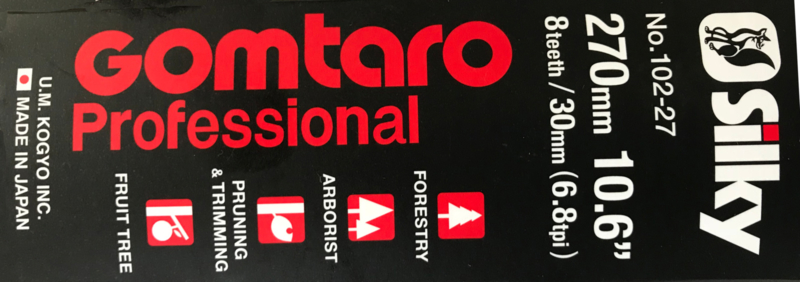 Silky
No.102-27
270mm 10.6”
8teeth / 30mm (6.8tpi)
GOMTARO
Professional
FORESTRY
ARBORIST
PRUNING
& TRIMMING
FRUIT TREE
U.M. KOGYO INC.
MADE IN JAPAN